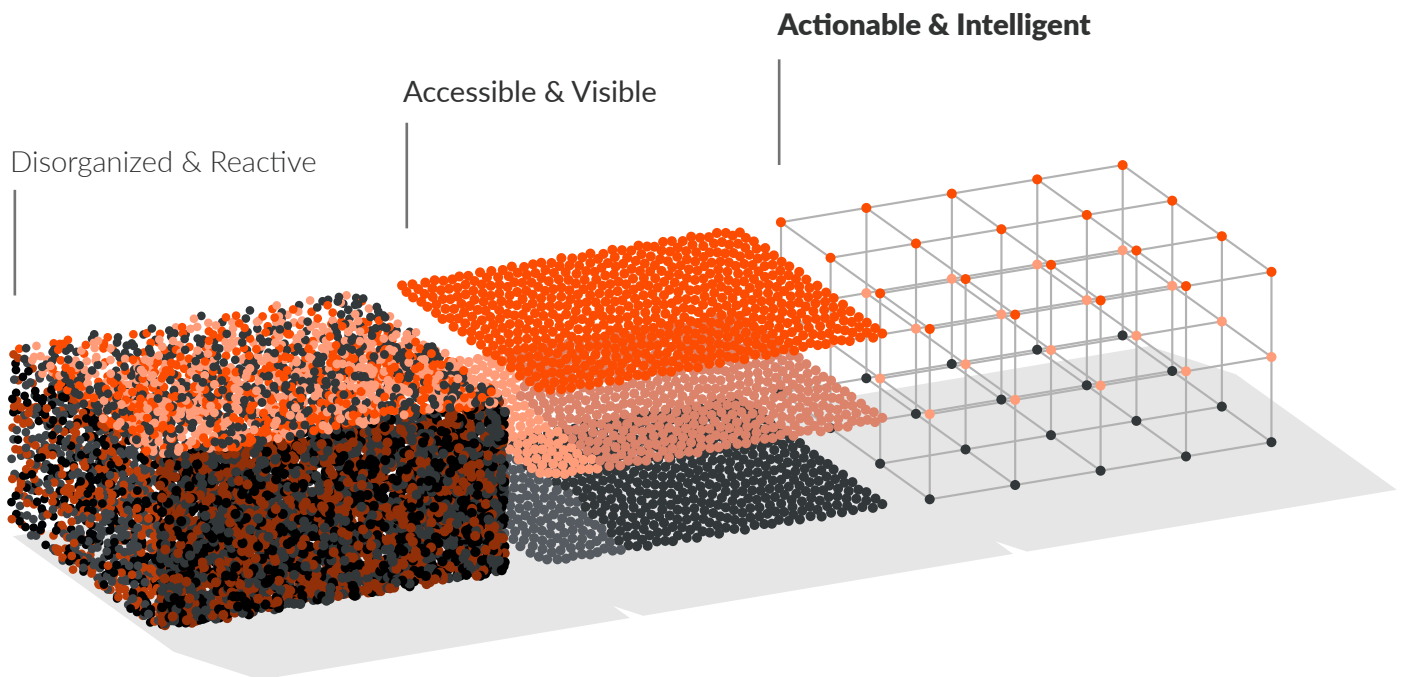 Actionable & Intelligent
Accessible & Visible
Disorganized & Reactive